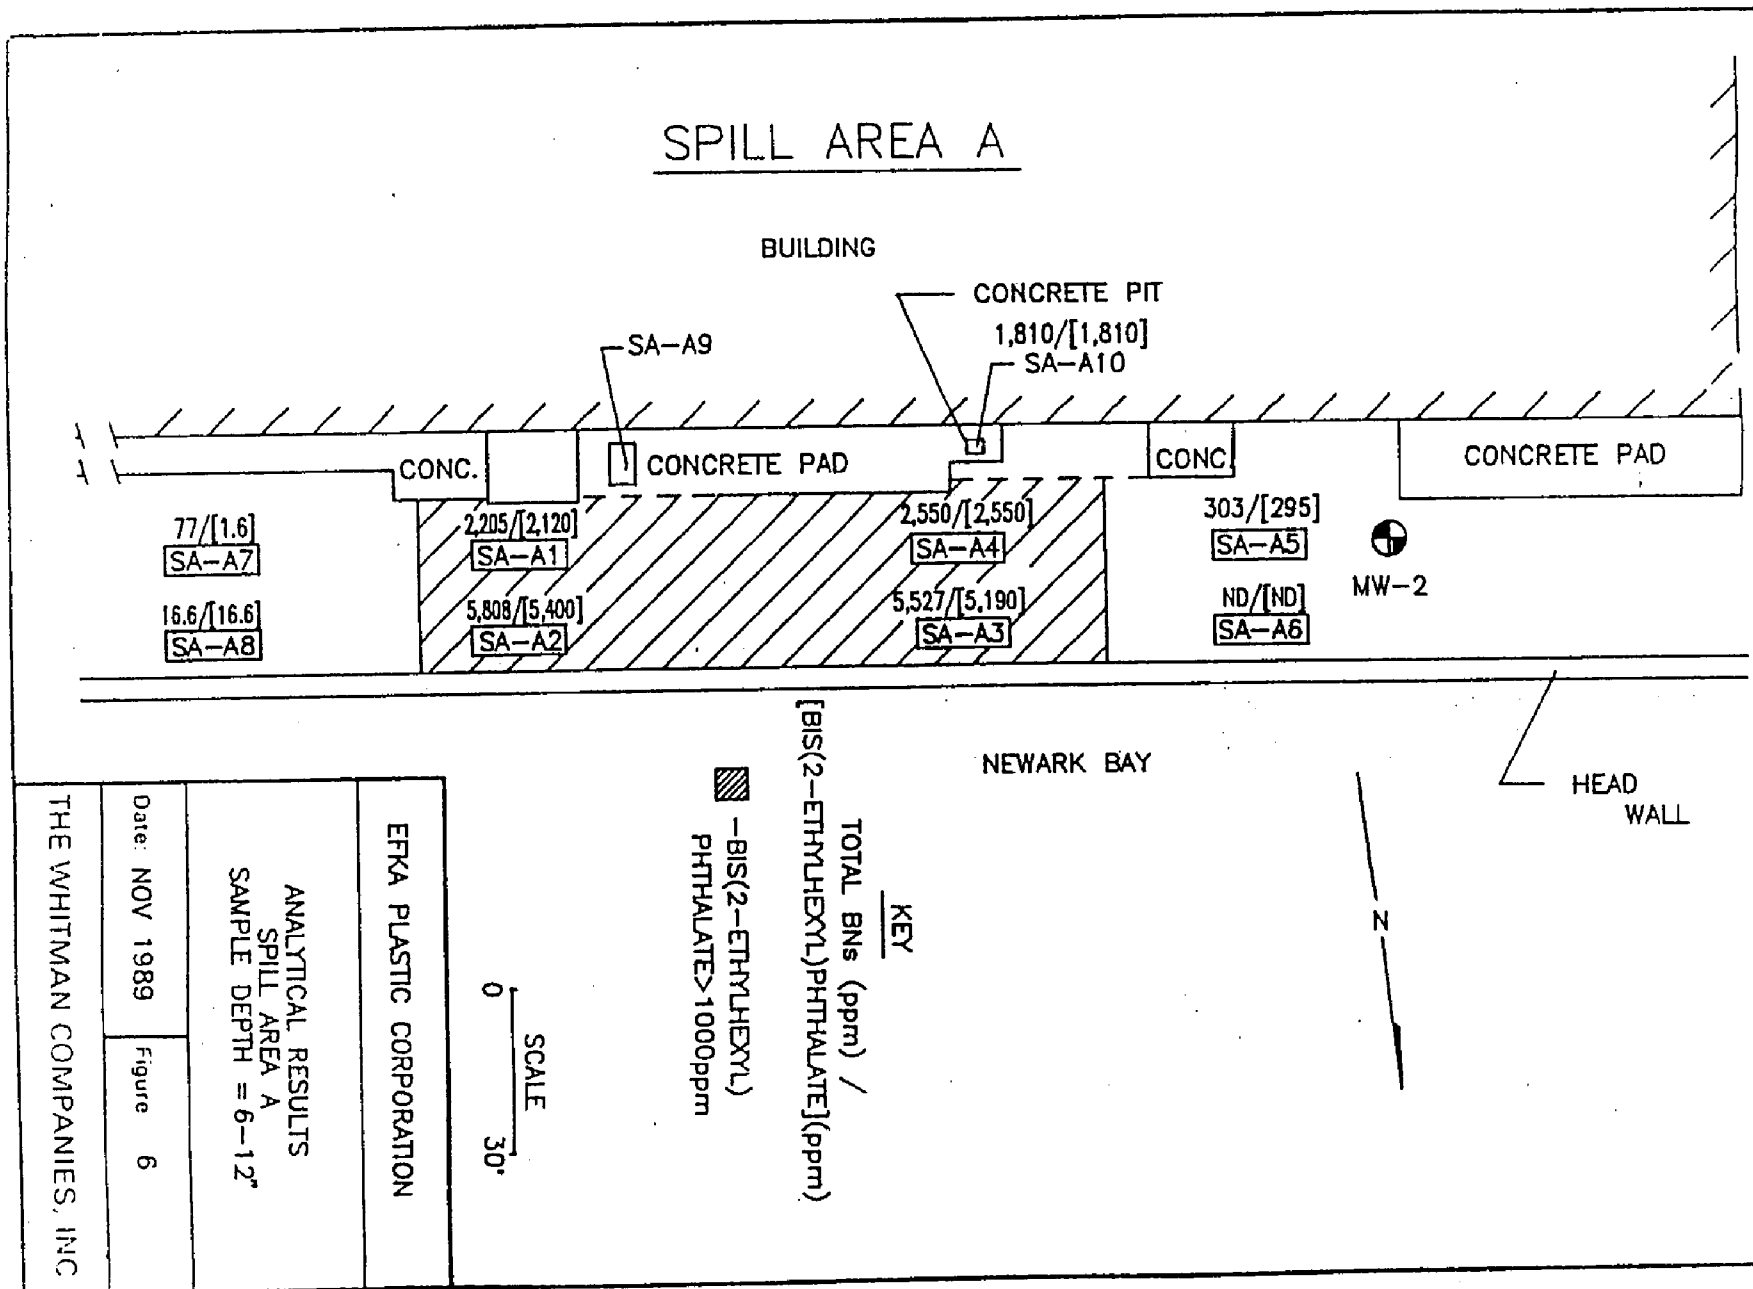 SPILL AREA A
BUILDING
CONCRETE PIT
1,810/[1,810]
SA-A10
SA-A9
CONC.
CONCRETE PAD
CONC.
CONCRETE PAD
77/[1.6]
SA-A7
2,205/[2,120]
SA-A1
2,550/[2,550]
SA-A4
303/[295]
SA-A5
MW-2
16.6/[16.6]
SA-A8
5,808/[5,400]
SA-A2
5,527/[5,190]
SA-A3
ND/[ND]
SA-A6
NEWARK BAY
HEAD
WALL
N
KEY
TOTAL BNs (ppm) /
[BIS(2-ETHYLHEXYL)PHTHALATE](ppm)
-BIS(2-ETHYLHEXYL)
PHTHALATE>1000ppm
SCALE
0 30'
EFKA PLASTIC CORPORATION
ANALYTICAL RESULTS
SPILL AREA A
SAMPLE DEPTH = 6-12"
Date: NOV 1989
Figure 6
THE WHITMAN COMPANIES, INC